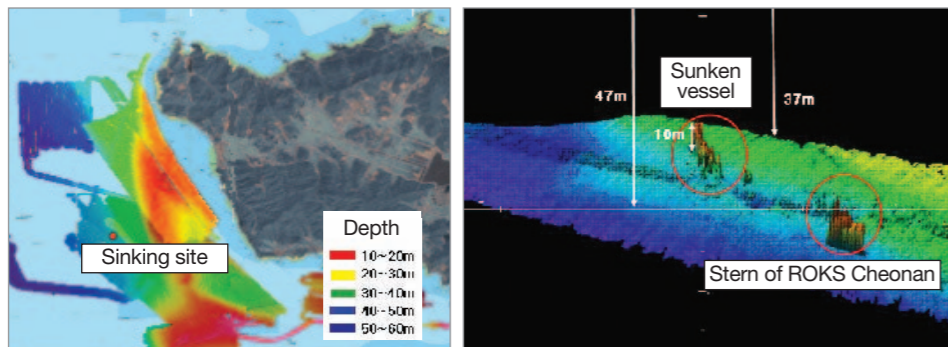 Sinking site
Depth
10~20m
20~30m
30~40m
40~50m
50~60m
47m
Sunken
vessel
37m
10m
Stern of ROKS Cheonan